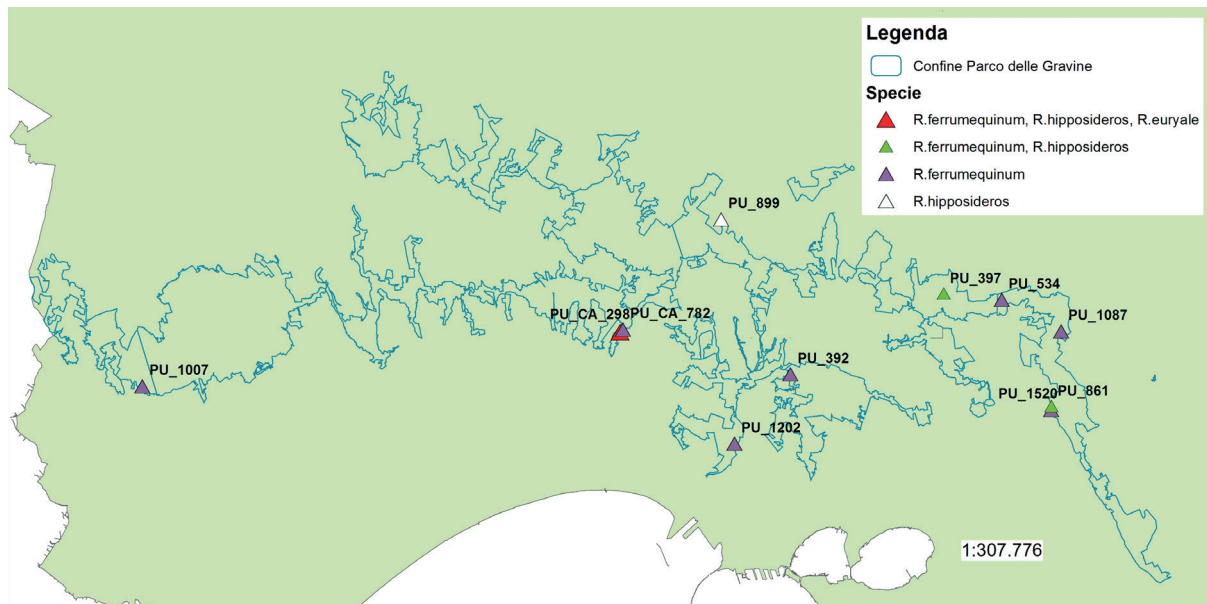 Legenda
Confine Parco delle Gravine
Specie
R.ferrumequinum, R.hipposideros, R.euryale
R.ferrumequinum, R.hipposideros
R.ferrumequinum
R.hipposideros
PU_899
PU_397
PU_534
PU_CA_298
PU_CA_782
PU_1087
PU_1007
PU_392
PU_1520
PU_861
PU_1202
1:307.776